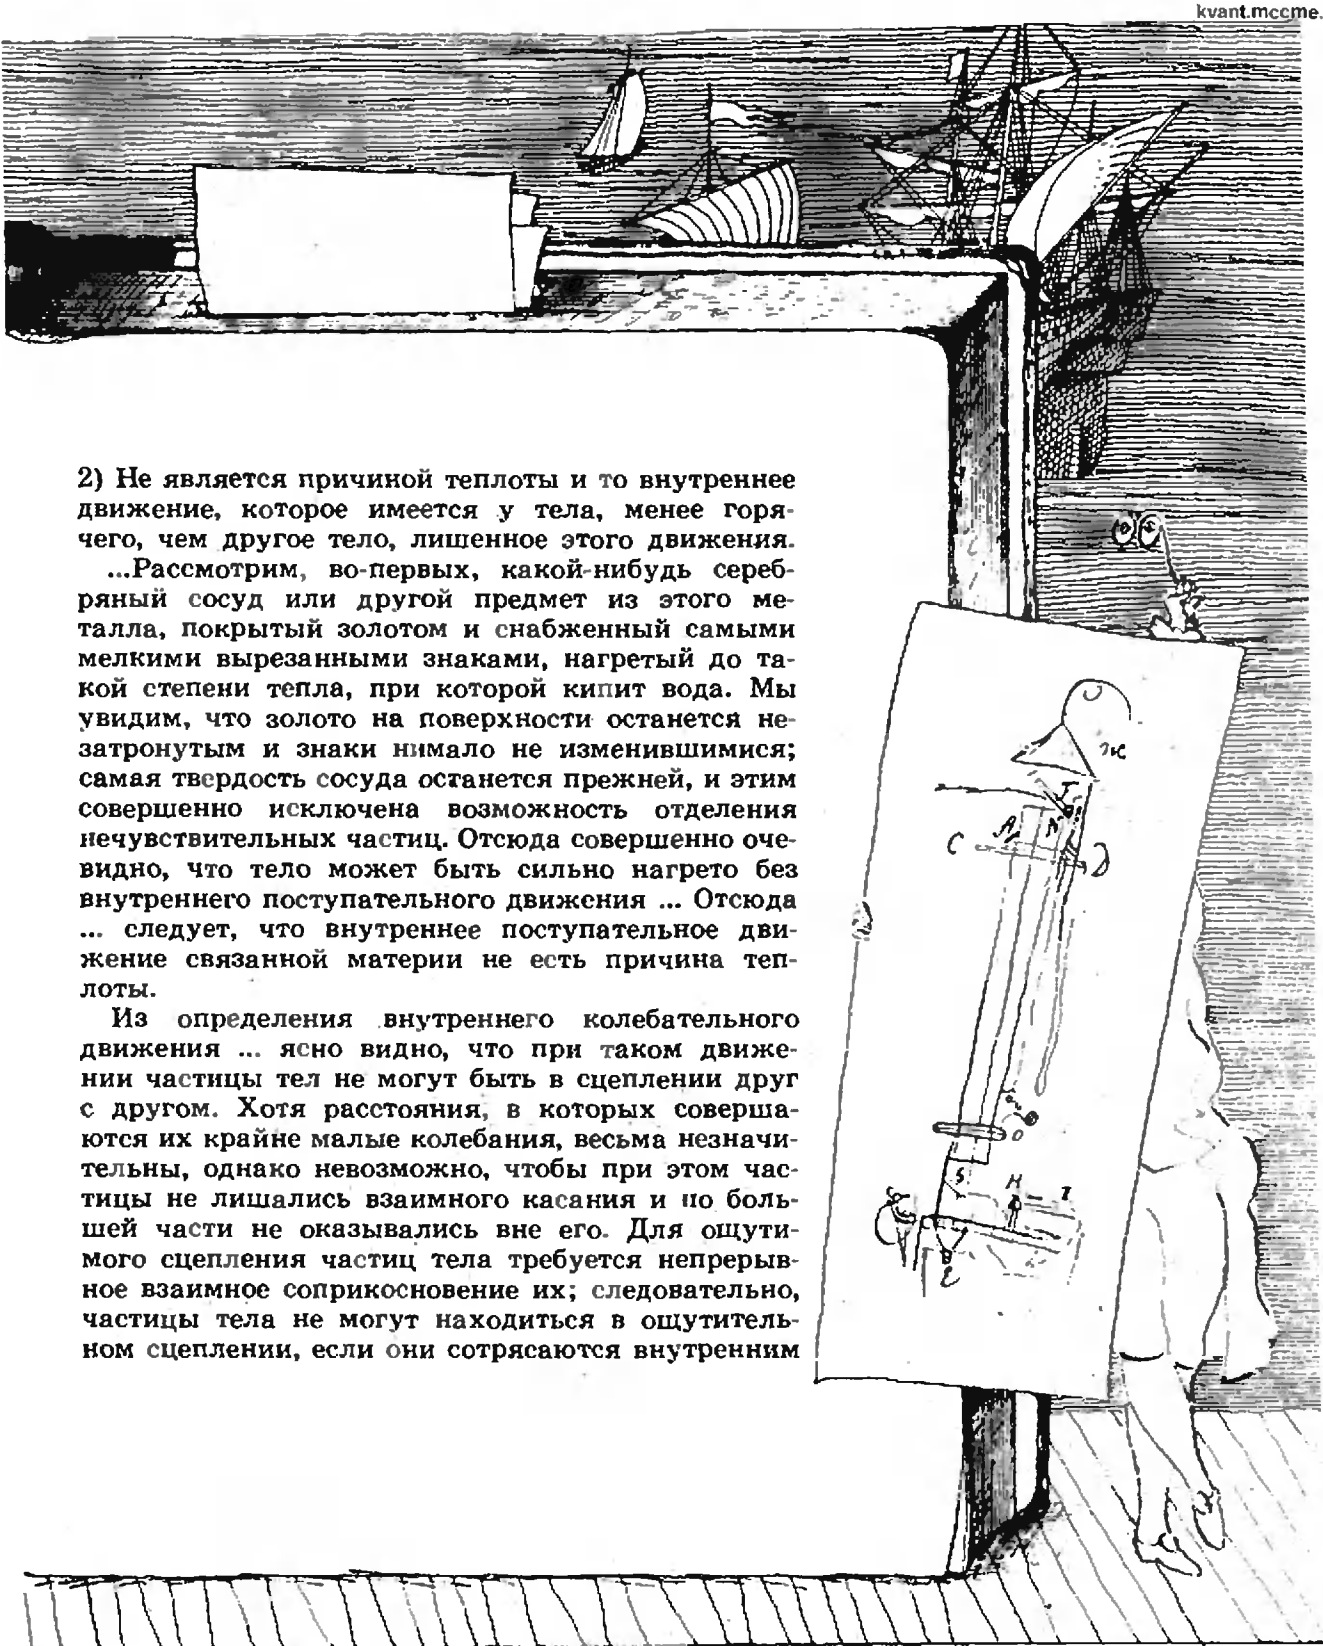 kvant.mccme.
2) Не является причиной теплоты и то внутреннее
движение, которое имеется у тела, менее горя-
чего, чем другое тело, лишенное этого движения.
...Рассмотрим, во-первых, какой-нибудь сереб-
ряный сосуд или другой предмет из этого ме-
талла, покрытый золотом и снабженный самыми
мелкими вырезанными знаками, нагретый до та-
кой степени тепла, при которой кипит вода. Мы
увидим, что золото на поверхности останется не-
затронутым и знаки нимало не изменившимися;
самая твердость сосуда останется прежней, и этим
совершенно исключена возможность отделения
нечувствительных частиц. Отсюда совершенно оче-
видно, что тело может быть сильно нагрето без
внутреннего поступательного движения ... Отсюда
... следует, что внутреннее поступательное дви-
жение связанной материи не есть причина теп-
лоты.
Из определения внутреннего колебательного
движения ... ясно видно, что при таком движе-
нии частицы тел не могут быть в сцеплении друг
с другом. Хотя расстояния, в которых соверша-
ются их крайне малые колебания, весьма незначи-
тельны, однако невозможно, чтобы при этом час-
тицы не лишались взаимного касания и по боль-
шей части не оказывались вне его. Для ощути-
мого сцепления частиц тела требуется непрерыв-
ное взаимное соприкосновение их; следовательно,
частицы тела не могут находиться в ощутитель-
ном сцеплении, если они сотрясаются внутренним
C
S
H